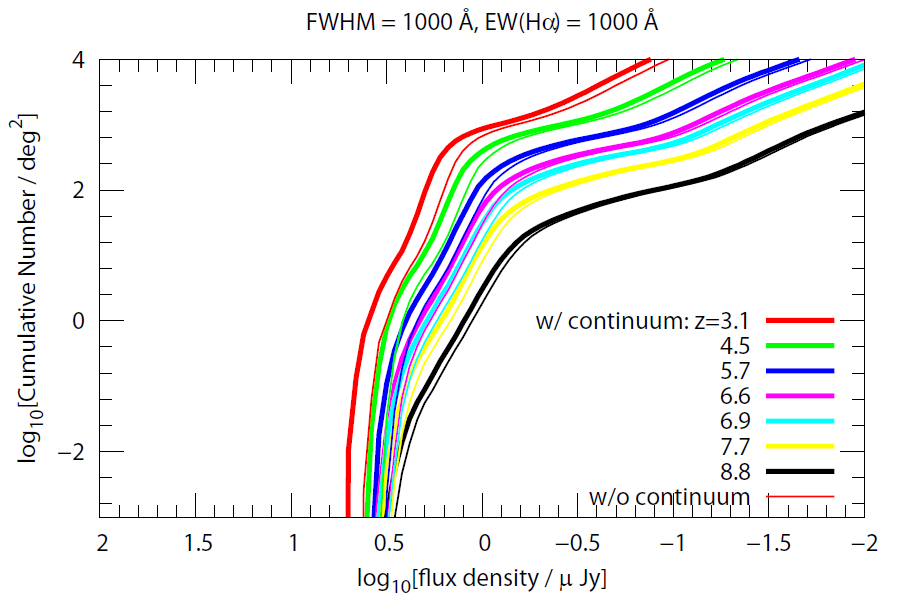 FWHM = 1000 Å, EW(Hα) = 1000 Å
log10[Cumulative Number / deg2]
4
2
0
−2
w/ continuum: z=3.1
4.5
5.7
6.6
6.9
7.7
8.8
w/o continuum
2 1.5 1 0.5 0 −0.5 −1 −1.5 −2
log10[flux density / μ Jy]